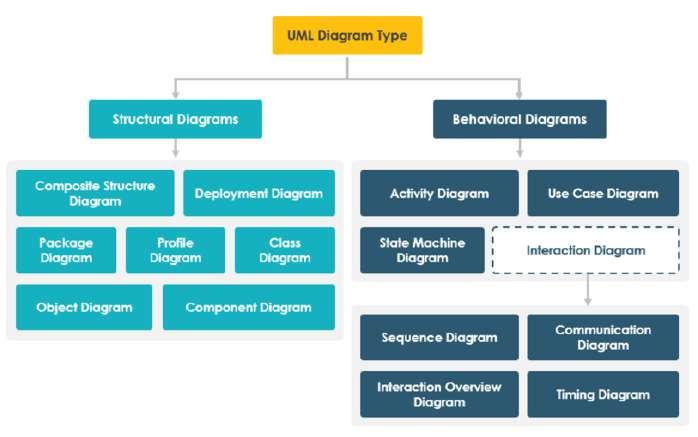 UML Diagram Type
Structural Diagrams
Behavioral Diagrams
Composite Structure
Diagram
Deployment Diagram
Package
Diagram
Profile
Diagram
Class
Diagram
Object Diagram
Component Diagram
Activity Diagram
Use Case Diagram
State Machine
Diagram
Interaction Diagram
Sequence Diagram
Communication
Diagram
Interaction Overview
Diagram
Timing Diagram